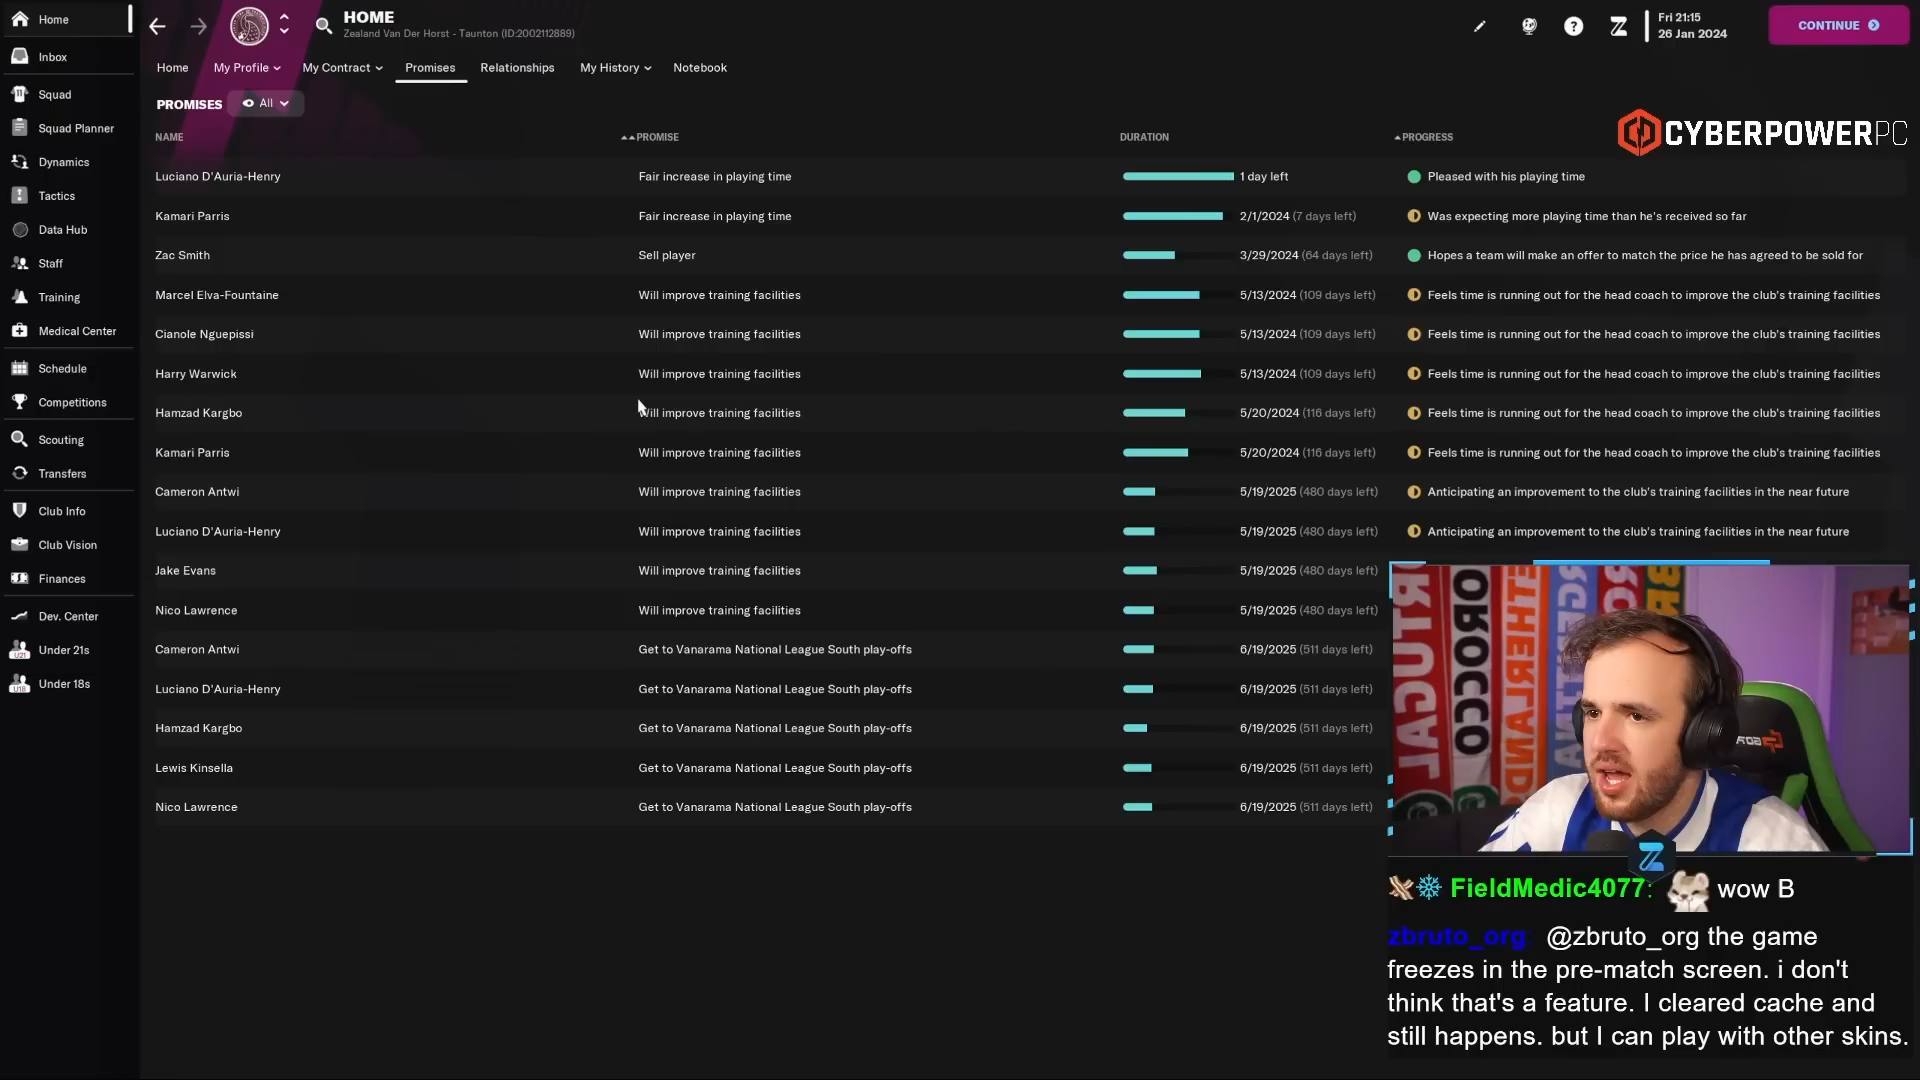 Home
Inbox
Squad
Squad Planner
Dynamics
Tactics
Data Hub
Staff
Training
Medical Center
Schedule
Competitions
Scouting
Transfers
Club Info
Club Vision
Finances
Dev. Center
Under 21s
Under 18s
HOME
Zealand Van Der Horst - Taunton (ID:2002112889)
Fri 21:15
26 Jan 2024
CONTINUE
Home My Profile My Contract Promises Relationships My History Notebook
PROMISES All
CYBERPOWERPC
NAME PROMISE DURATION PROGRESS
Luciano D'Auria-Henry Fair increase in playing time 1 day left Pleased with his playing time
Kamari Parris Fair increase in playing time 2/1/2024 (7 days left) Was expecting more playing time than he's received so far
Zac Smith Sell player 3/29/2024 (64 days left) Hopes a team will make an offer to match the price he has agreed to be sold for
Marcel Elva-Fountaine Will improve training facilities 5/13/2024 (109 days left) Feels time is running out for the head coach to improve the club's training facilities
Cianole Nguepissi Will improve training facilities 5/13/2024 (109 days left) Feels time is running out for the head coach to improve the club's training facilities
Harry Warwick Will improve training facilities 5/13/2024 (109 days left) Feels time is running out for the head coach to improve the club's training facilities
Hamzad Kargbo Will improve training facilities 5/20/2024 (116 days left) Feels time is running out for the head coach to improve the club's training facilities
Kamari Parris Will improve training facilities 5/20/2024 (116 days left) Feels time is running out for the head coach to improve the club's training facilities
Cameron Antwi Will improve training facilities 5/19/2025 (480 days left) Anticipating an improvement to the club's training facilities in the near future
Luciano D'Auria-Henry Will improve training facilities 5/19/2025 (480 days left) Anticipating an improvement to the club's training facilities in the near future
Jake Evans Will improve training facilities 5/19/2025 (480 days left)
Nico Lawrence Will improve training facilities 5/19/2025 (480 days left)
Cameron Antwi Get to Vanarama National League South play-offs 6/19/2025 (511 days left)
Luciano D'Auria-Henry Get to Vanarama National League South play-offs 6/19/2025 (511 days left)
Hamzad Kargbo Get to Vanarama National League South play-offs 6/19/2025 (511 days left)
Lewis Kinsella Get to Vanarama National League South play-offs 6/19/2025 (511 days left)
Nico Lawrence Get to Vanarama National League South play-offs 6/19/2025 (511 days left)
FieldMedic4077: wow B
zbruto_org: @zbruto_org the game
freezes in the pre-match screen. i don't
think that's a feature. I cleared cache and
still happens. but I can play with other skins.